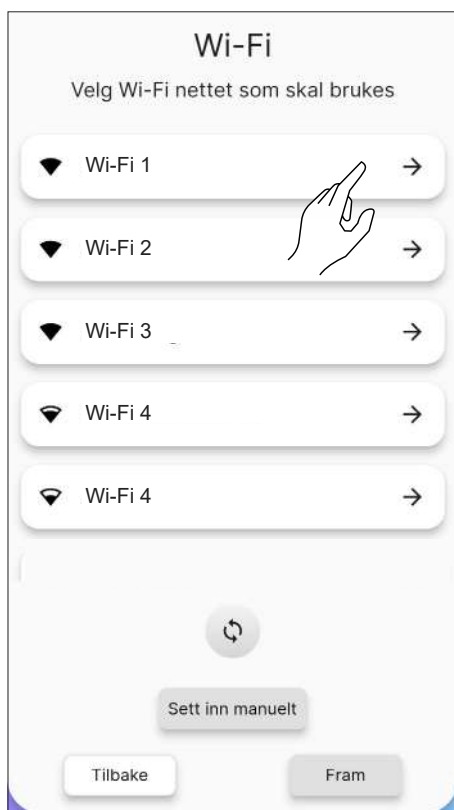 Wi-Fi
Velg Wi-Fi nettet som skal brukes
Wi-Fi 1
Wi-Fi 2
Wi-Fi 3
Wi-Fi 4
Wi-Fi 4
Sett inn manuelt
Tilbake
Fram